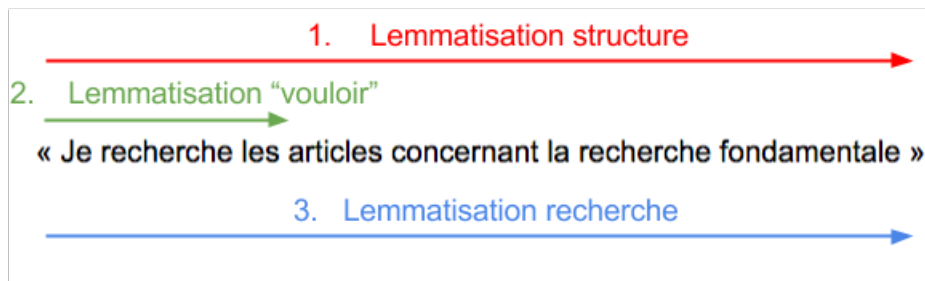 1. Lemmatisation structure
2. Lemmatisation “vouloir”
« Je recherche les articles concernant la recherche fondamentale »
3. Lemmatisation recherche